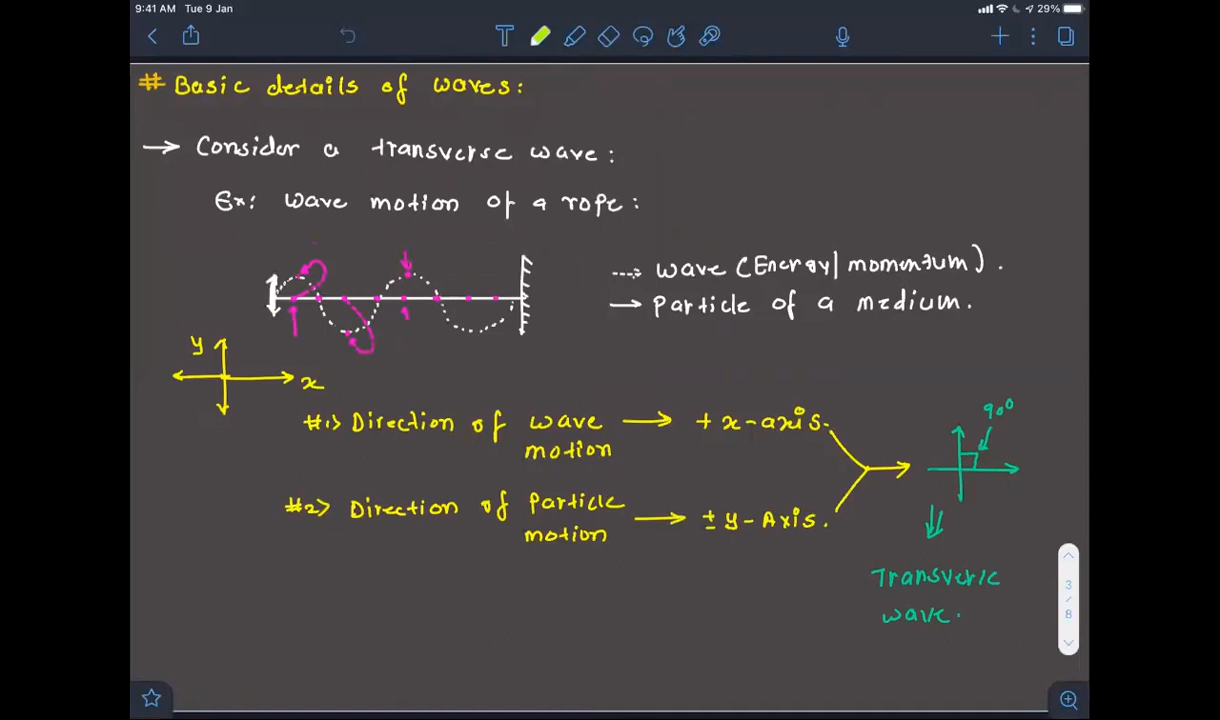 9:41 AM Tue 9 Jan
29%
# Basic details of waves:
→ Consider a transverse wave:
Ex: Wave motion of a rope:
---: wave (Energy/momentum).
→ Particle of a medium.
y
x
#1> Direction of wave motion → + x-axis.
#2> Direction of Particle motion → ± y-Axis.
90°
Transverse
wave.
3
/
8